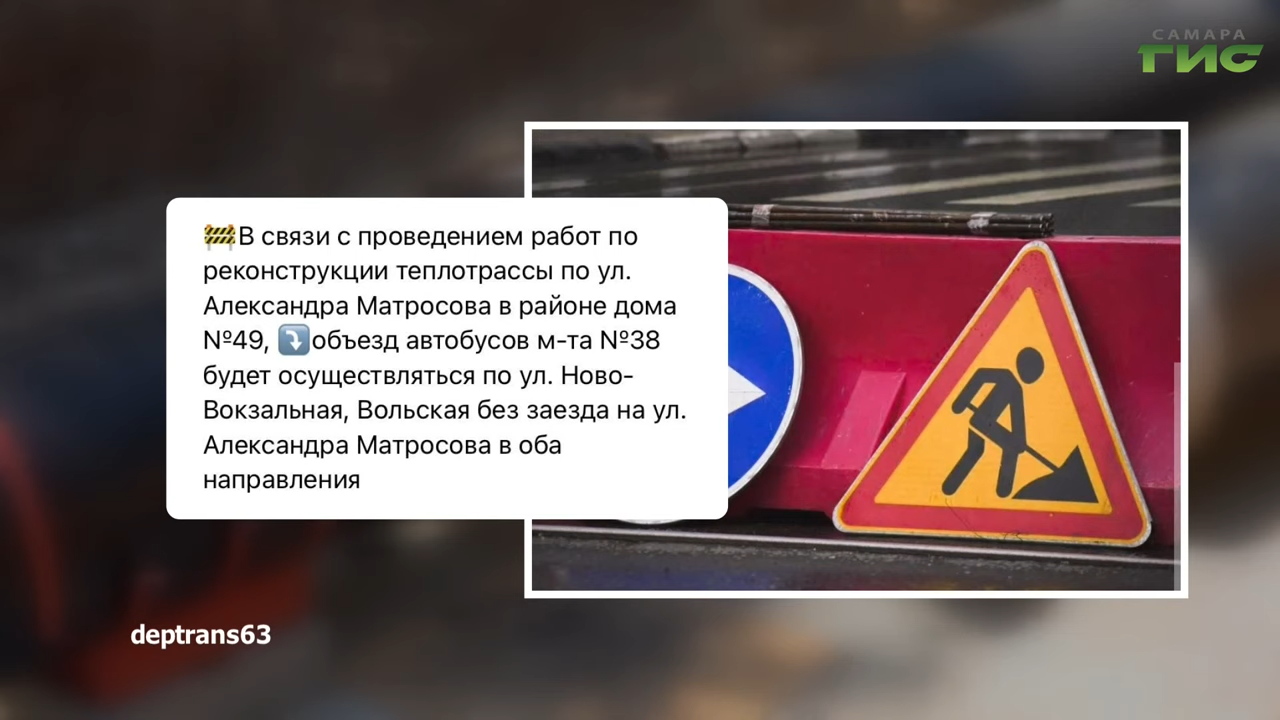 САМАРА
ГИС
🚧В связи с проведением работ по
реконструкции теплотрассы по ул.
Александра Матросова в районе дома
№49, ⤵️объезд автобусов м-та №38
будет осуществляться по ул. Ново-
Вокзальная, Вольская без заезда на ул.
Александра Матросова в оба
направления
deptrans63